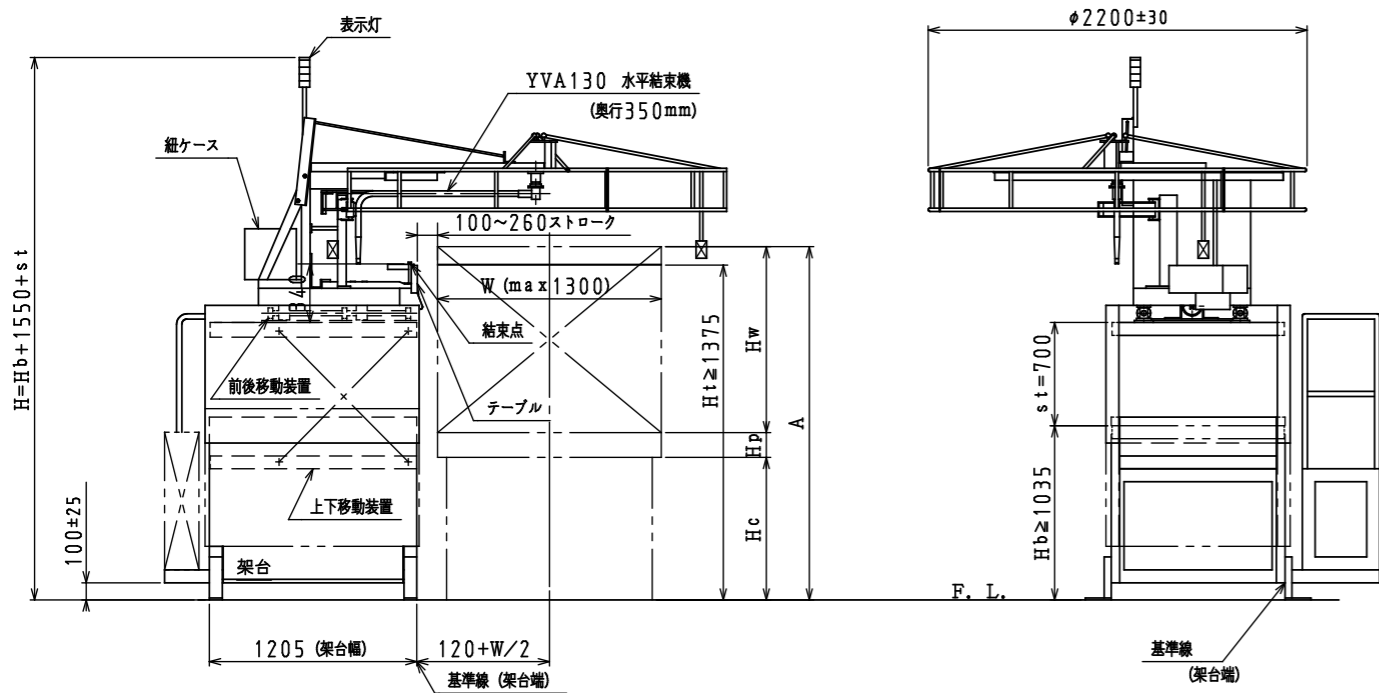 表示灯
φ2200±30
YVA130 水平結束機
(奥行350mm)
紐ケース
100~260ストローク
W (max1300)
結束点
前後移動装置
テーブル
上下移動装置
架台
H=Hb+1550+st
100±25
Ht≥1375
Hw
Hp
Hc
A
1205 (架台幅)
120+W/2
基準線 (架台端)
F. L.
st=700
Hb≥1035
基準線
(架台端)